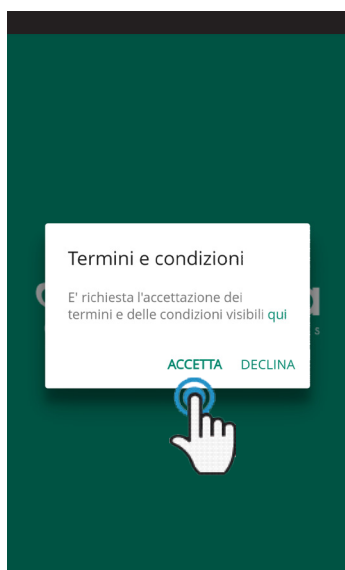 Termini e condizioni
E' richiesta l'accettazione dei
termini e delle condizioni visibili qui
ACCETTA DECLINA